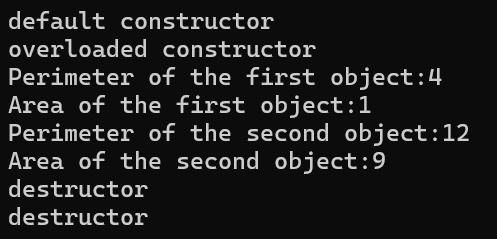 default constructor
overloaded constructor
Perimeter of the first object:4
Area of the first object:1
Perimeter of the second object:12
Area of the second object:9
destructor
destructor